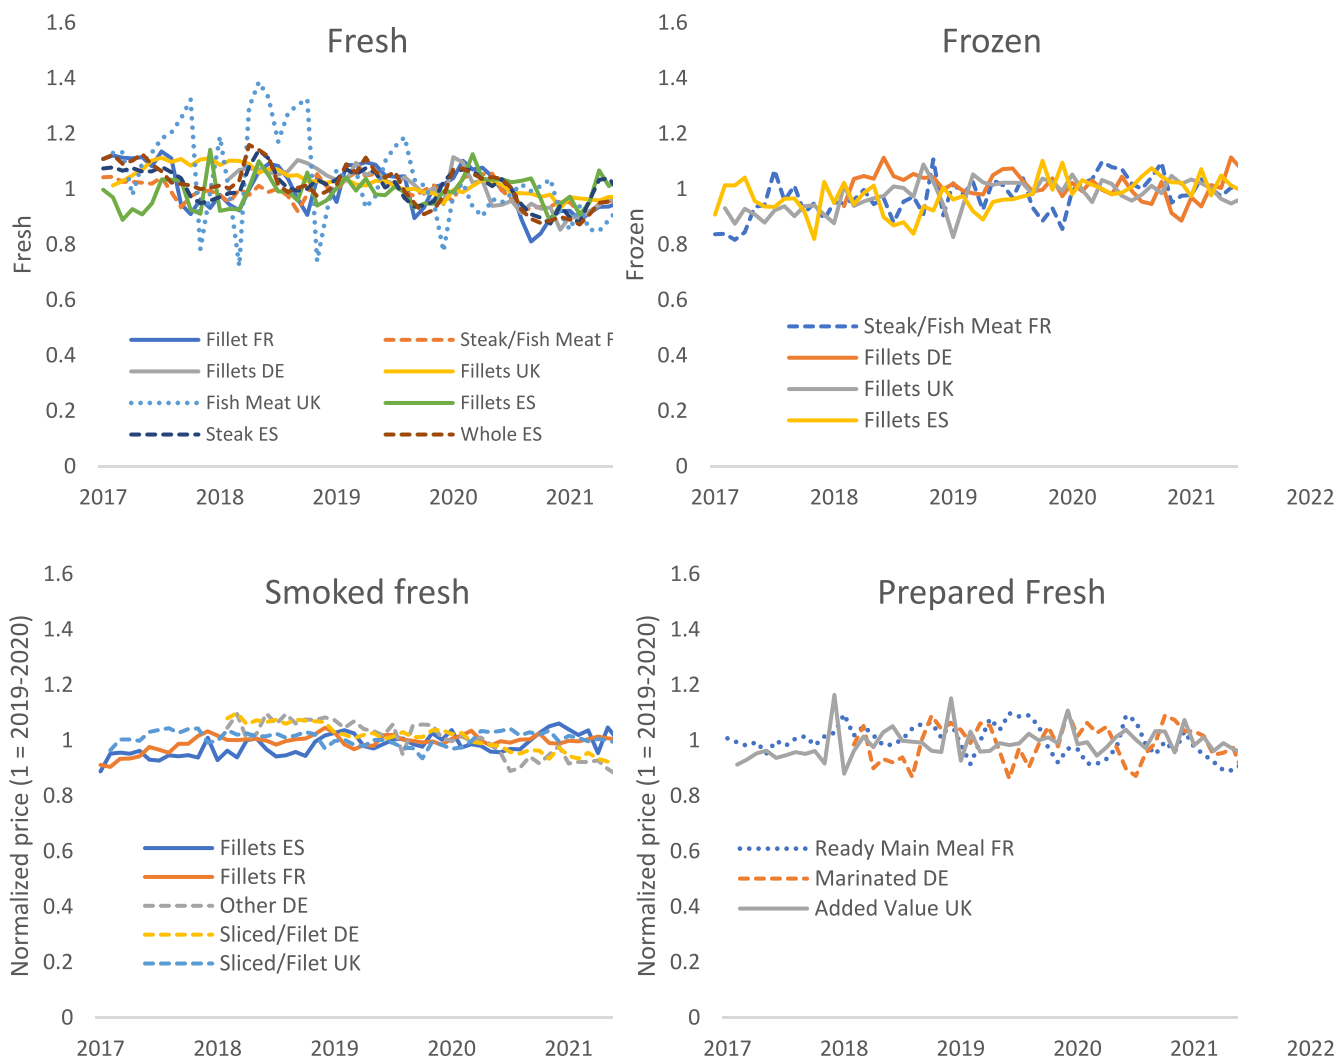 Fresh
1.6
1.4
1.2
1
0.8
0.6
0.4
0.2
0
Fresh
Fillet FR
Steak/Fish Meat F
Fillets DE
Fillets UK
Fish Meat UK
Fillets ES
Steak ES
Whole ES
2017 2018 2019 2020 2021
Frozen
1.6
1.4
1.2
1
0.8
0.6
0.4
0.2
0
Frozen
Steak/Fish Meat FR
Fillets DE
Fillets UK
Fillets ES
2017 2018 2019 2020 2021 2022
Smoked fresh
1.6
1.4
1.2
1
0.8
0.6
0.4
0.2
0
Normalized price (1 = 2019-2020)
Fillets ES
Fillets FR
Other DE
Sliced/Filet DE
Sliced/Filet UK
2017 2018 2019 2020 2021
Prepared Fresh
1.6
1.4
1.2
1
0.8
0.6
0.4
0.2
0
Normalized price (1 = 2019-2020)
Ready Main Meal FR
Marinated DE
Added Value UK
2017 2018 2019 2020 2021 2022